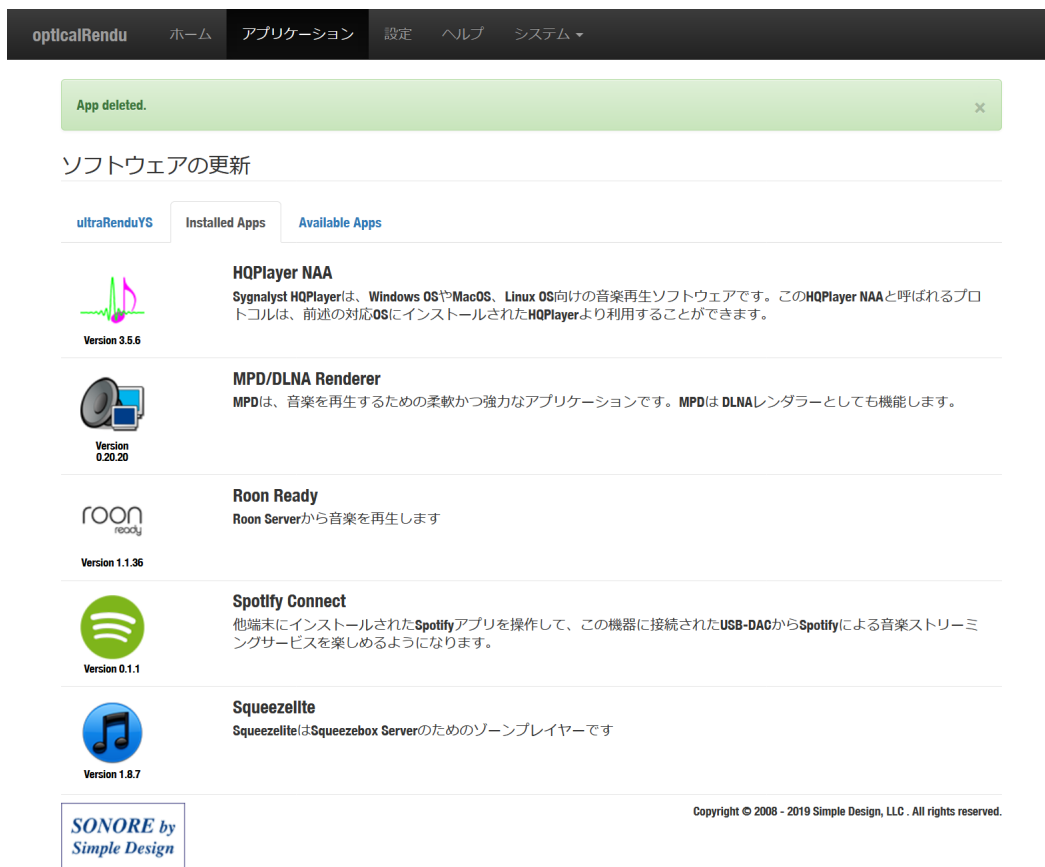 opticalRendu ホーム アプリケーション 設定 ヘルプ システム
App deleted. ×
ソフトウェアの更新
ultraRenduYS Installed Apps Available Apps
HQPlayer NAA
Sygnalyst HQPlayerは、Windows OSやMacOS、Linux OS向けの音楽再生ソフトウェアです。このHQPlayer NAAと呼ばれるプロ
トコルは、前述の対応OSにインストールされたHQPlayerより利用することができます。
Version 3.5.6
MPD/DLNA Renderer
MPDは、音楽を再生するための柔軟かつ強力なアプリケーションです。MPDは DLNAレンダラーとしても機能します。
Version
0.20.20
Roon Ready
Roon Serverから音楽を再生します
roon
ready
Version 1.1.36
Spotify Connect
他端末にインストールされたSpotifyアプリを操作して、この機器に接続されたUSB-DACからSpotifyによる音楽ストリーミ
ングサービスを楽しめるようになります。
Version 0.1.1
Squeezelite
SqueezeliteはSqueezebox Serverのためのゾーンプレイヤーです
Version 1.8.7
Copyright © 2008 - 2019 Simple Design, LLC . All rights reserved.
SONORE by
Simple Design